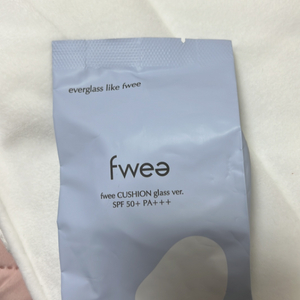 everglass like fwee
fwee
fwee CUSHION glass ver.
SPF 50+ PA+++